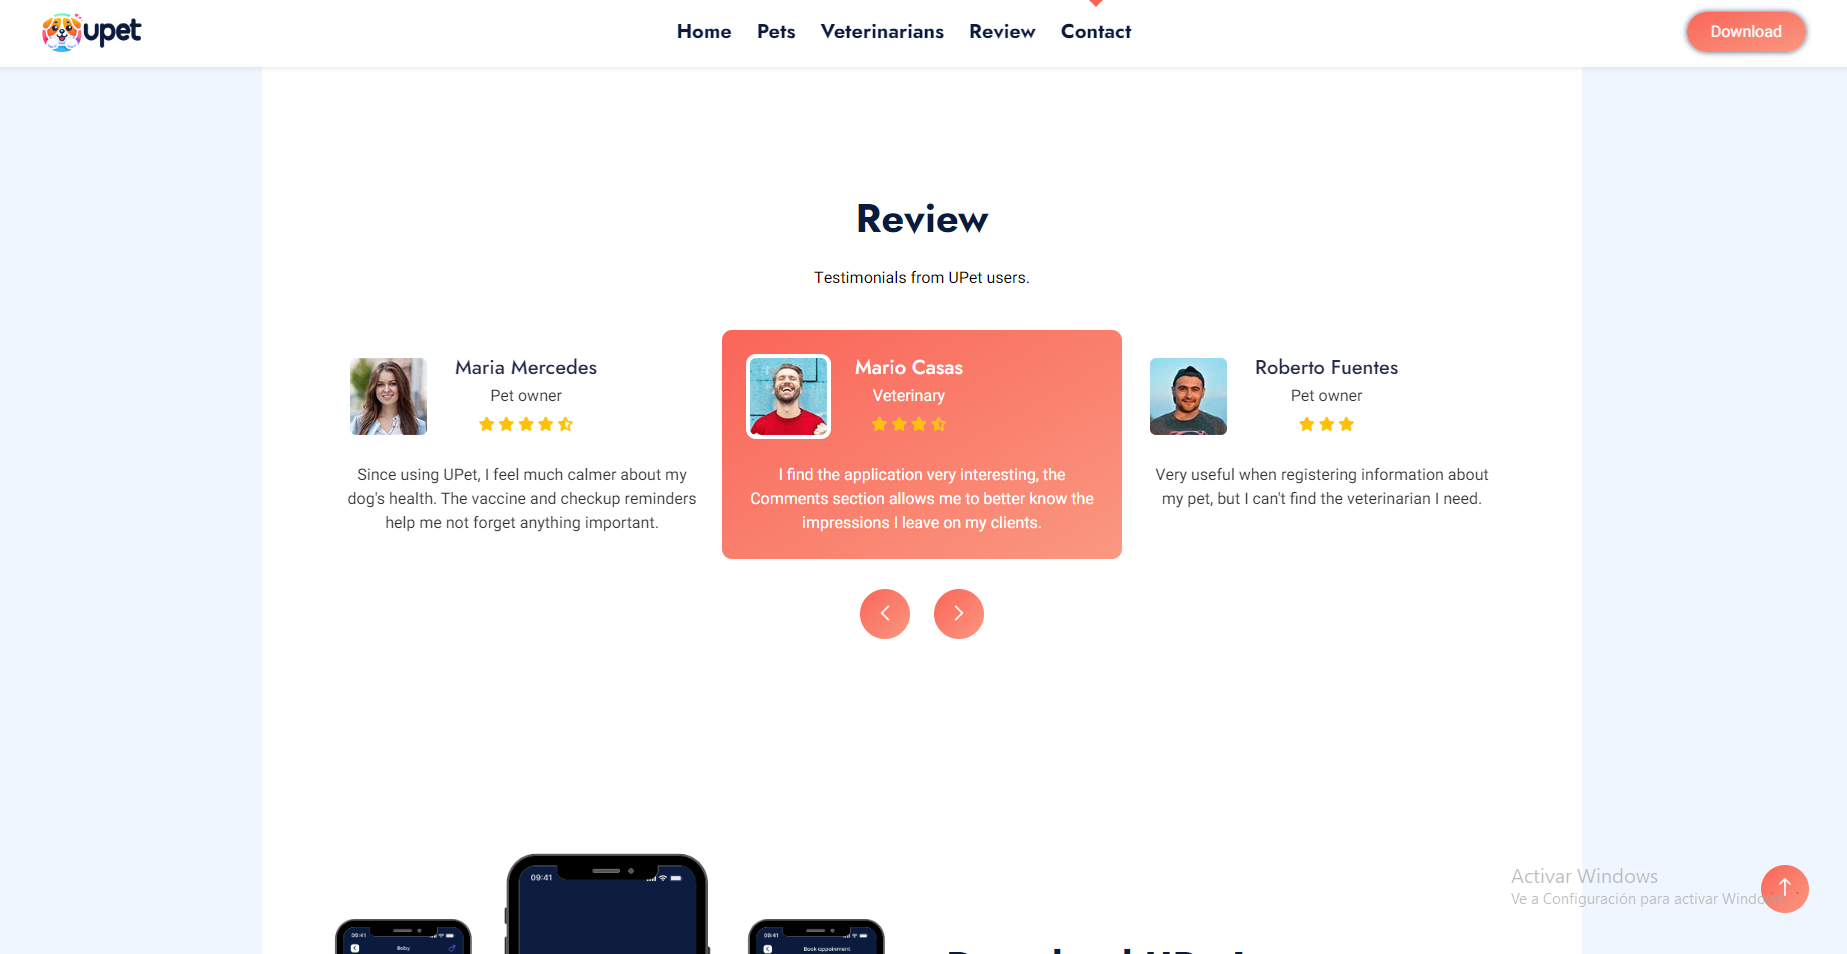 upet
Home Pets Veterinarians Review Contact
Download
Review
Testimonials from UPet users.
Maria Mercedes
Pet owner
Since using UPet, I feel much calmer about my
dog's health. The vaccine and checkup reminders
help me not forget anything important.
Mario Casas
Veterinary
I find the application very interesting, the
Comments section allows me to better know the
impressions I leave on my clients.
Roberto Fuentes
Pet owner
Very useful when registering information about
my pet, but I can't find the veterinarian I need.
09:41
09:41
Baby
09:41
Book appointment
Activar Windows
Ve a Configuración para activar Windo